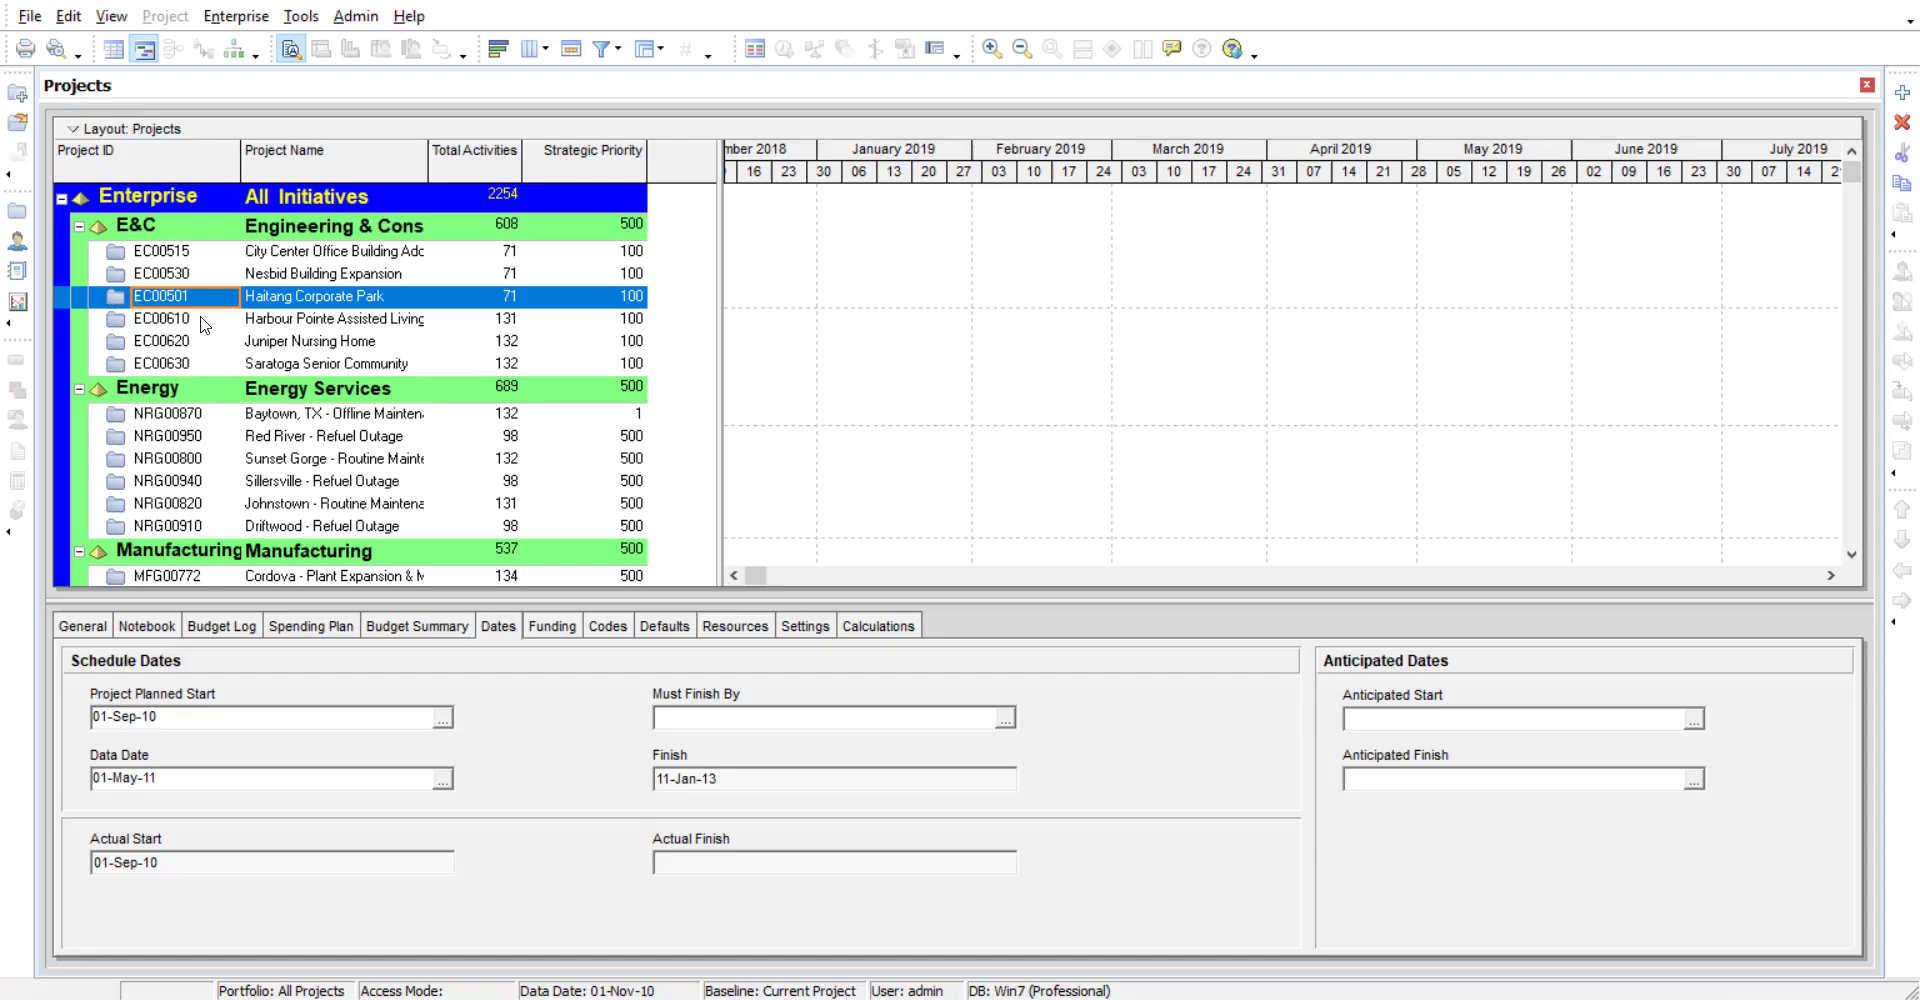 File Edit View Project Enterprise Tools Admin Help
Projects
Layout: Projects
Project ID Project Name Total Activities Strategic Priority
mber 2018 January 2019 February 2019 March 2019 April 2019 May 2019 June 2019 July 2019
16 23 30 06 13 20 27 03 10 17 24 03 10 17 24 31 07 14 21 28 05 12 19 26 02 09 16 23 30 07 14 2
Enterprise All Initiatives 2254
E&C Engineering & Cons 608 500
EC00515 City Center Office Building Adc 71 100
EC00530 Nesbid Building Expansion 71 100
EC00501 Haitang Corporate Park 71 100
EC00610 Harbour Pointe Assisted Living 131 100
EC00620 Juniper Nursing Home 132 100
EC00630 Saratoga Senior Community 132 100
Energy Energy Services 689 500
NRG00870 Baytown, TX - Offline Mainten 132 1
NRG00950 Red River - Refuel Outage 98 500
NRG00800 Sunset Gorge - Routine Mainte 132 500
NRG00940 Sillersville - Refuel Outage 98 500
NRG00820 Johnstown - Routine Maintena 131 500
NRG00910 Driftwood - Refuel Outage 98 500
Manufacturing Manufacturing 537 500
MFG00772 Cordova - Plant Expansion & M 134 500
General Notebook Budget Log Spending Plan Budget Summary Dates Funding Codes Defaults Resources Settings Calculations
Schedule Dates
Project Planned Start Must Finish By
01-Sep-10
Data Date Finish
01-May-11 11-Jan-13
Actual Start Actual Finish
01-Sep-10
Anticipated Dates
Anticipated Start
Anticipated Finish
Portfolio: All Projects Access Mode: Data Date: 01-Nov-10 Baseline: Current Project User: admin DB: Win7 (Professional)